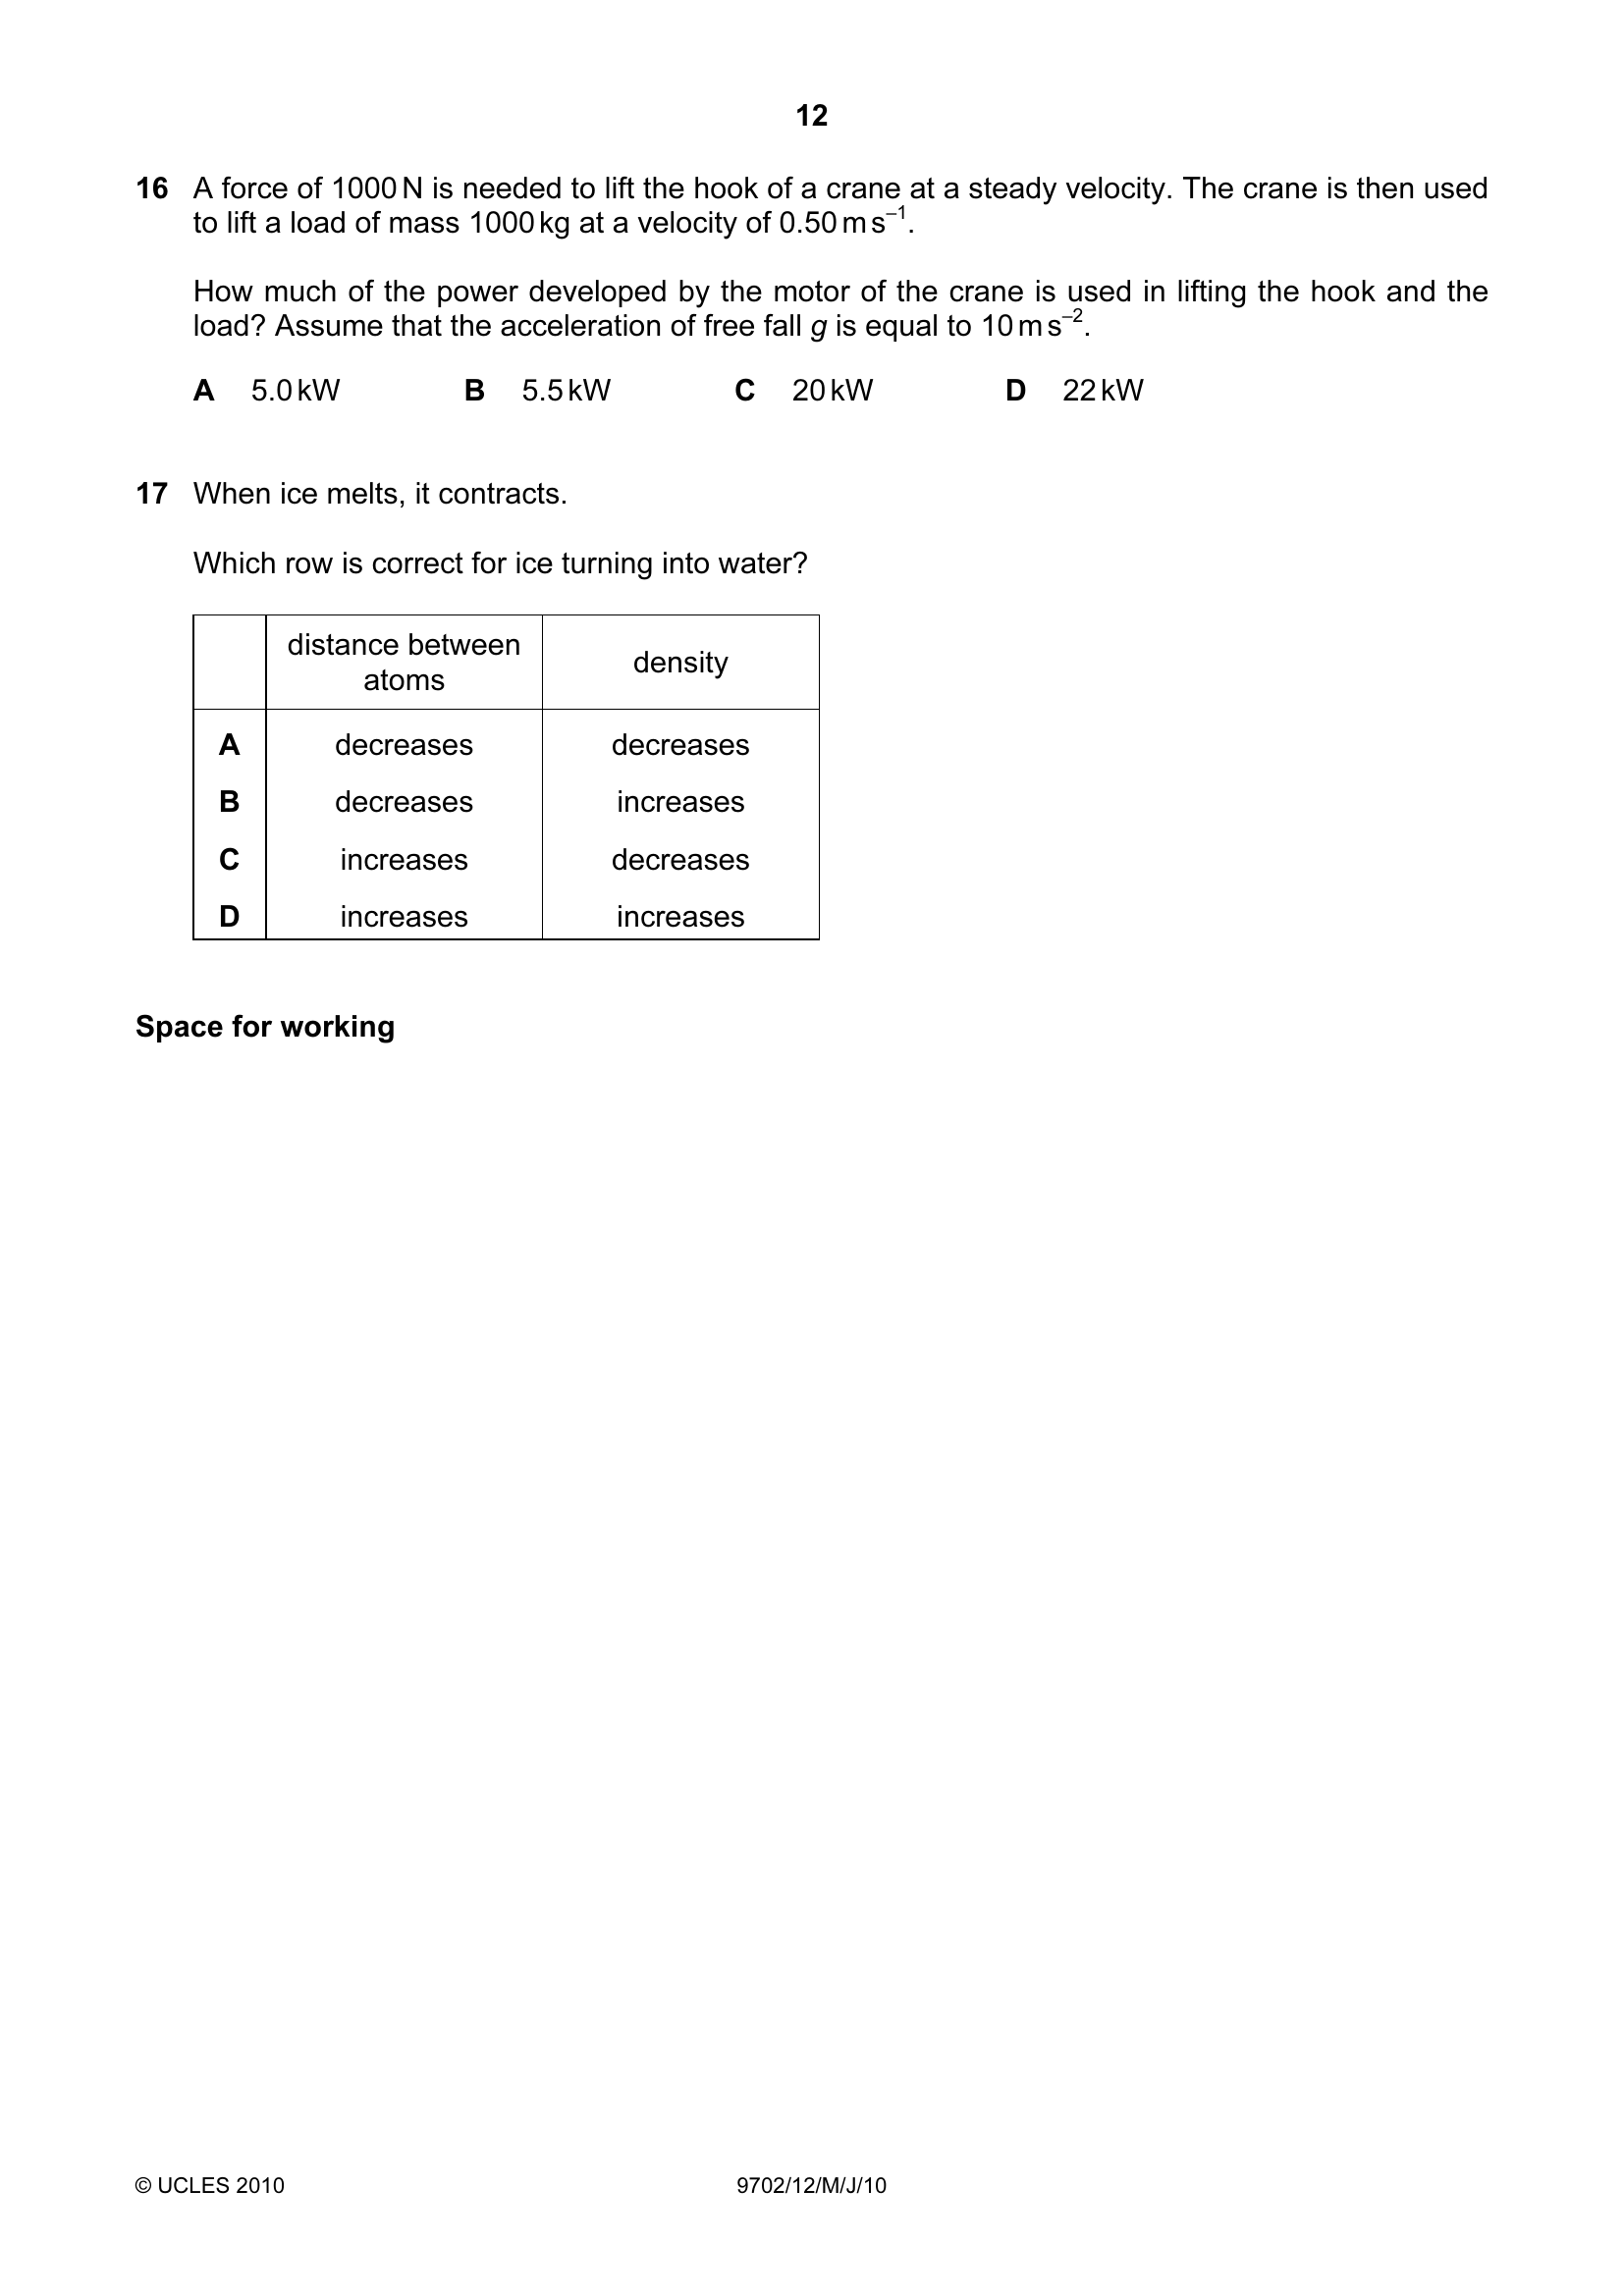 12
16 A force of 1000 N is needed to lift the hook of a crane at a steady velocity. The crane is then used
to lift a load of mass 1000 kg at a velocity of 0.50 m s⁻¹.
How much of the power developed by the motor of the crane is used in lifting the hook and the
load? Assume that the acceleration of free fall g is equal to 10 m s⁻².
A 5.0 kW B 5.5 kW C 20 kW D 22 kW
17 When ice melts, it contracts.
Which row is correct for ice turning into water?
distance between
atoms
density
A decreases decreases
B decreases increases
C increases decreases
D increases increases
Space for working
© UCLES 2010 9702/12/M/J/10